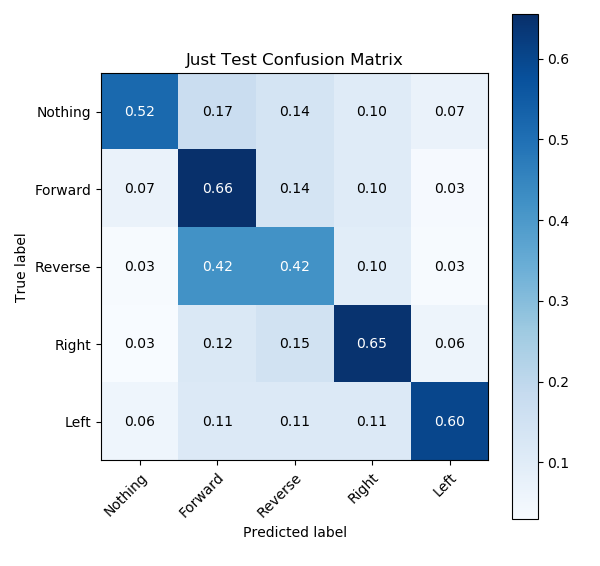 Just Test Confusion Matrix
Nothing 0.52 0.17 0.14 0.10 0.07
Forward 0.07 0.66 0.14 0.10 0.03
Reverse 0.03 0.42 0.42 0.10 0.03
Right 0.03 0.12 0.15 0.65 0.06
Left 0.06 0.11 0.11 0.11 0.60
True label
Nothing Forward Reverse Right Left
Predicted label
0.6
0.5
0.4
0.3
0.2
0.1